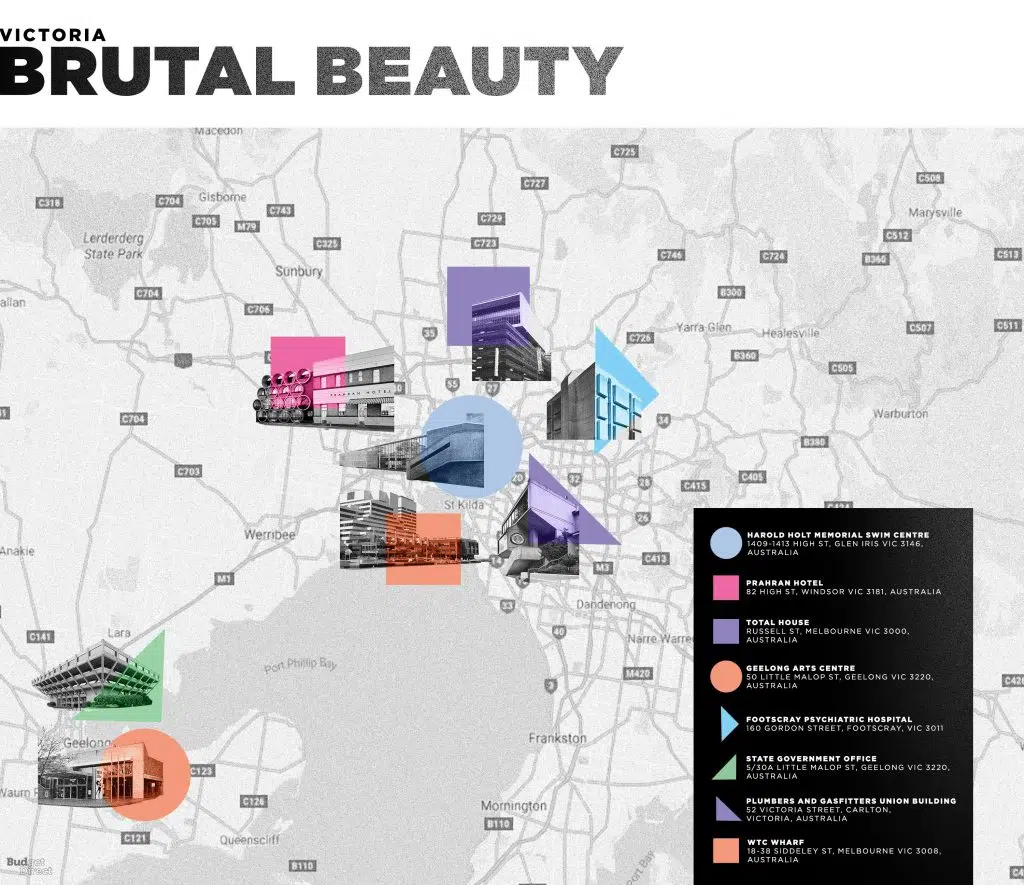 VICTORIA
BRUTAL BEAUTY
Macedon
C725
C318
C704
Gisborne
C727
C508
C705
C743
M79
C729
Marysville
Lerderderg
State Park
C325
C723
C512
Sunbury
C746
C724
B360
C513
C704
C706
B300
allan
35
C726
Yarra Glen
Healesville
C507
C511
B360
C505
55
27
PRAHRAN HOTEL
C704
34
Warburton
B380
C703
20
32
28
C415
C405
St Kilda
Werribee
26
Anakie
M1
14
M3
C413
33
Dandenong
C141
Lara
40
Narre Warre
Port Phillip Bay
M420
3
Geelong
Frankston
C123
Waurn P
C126
Mornington
C121
Queenscliff
B110
B110
Port Bay
HAROLD HOLT MEMORIAL SWIM CENTRE
1409-1413 HIGH ST, GLEN IRIS VIC 3146,
AUSTRALIA
PRAHRAN HOTEL
82 HIGH ST, WINDSOR VIC 3181, AUSTRALIA
TOTAL HOUSE
RUSSELL ST, MELBOURNE VIC 3000,
AUSTRALIA
GEELONG ARTS CENTRE
50 LITTLE MALOP ST, GEELONG VIC 3220,
AUSTRALIA
FOOTSCRAY PSYCHIATRIC HOSPITAL
160 GORDON STREET, FOOTSCRAY, VIC 3011
STATE GOVERNMENT OFFICE
5/30A LITTLE MALOP ST, GEELONG VIC 3220,
AUSTRALIA
PLUMBERS AND GASFITTERS UNION BUILDING
52 VICTORIA STREET, CARLTON,
VICTORIA, AUSTRALIA
WTC WHARF
18-38 SIDDELEY ST, MELBOURNE VIC 3008,
AUSTRALIA
Budget
Direct